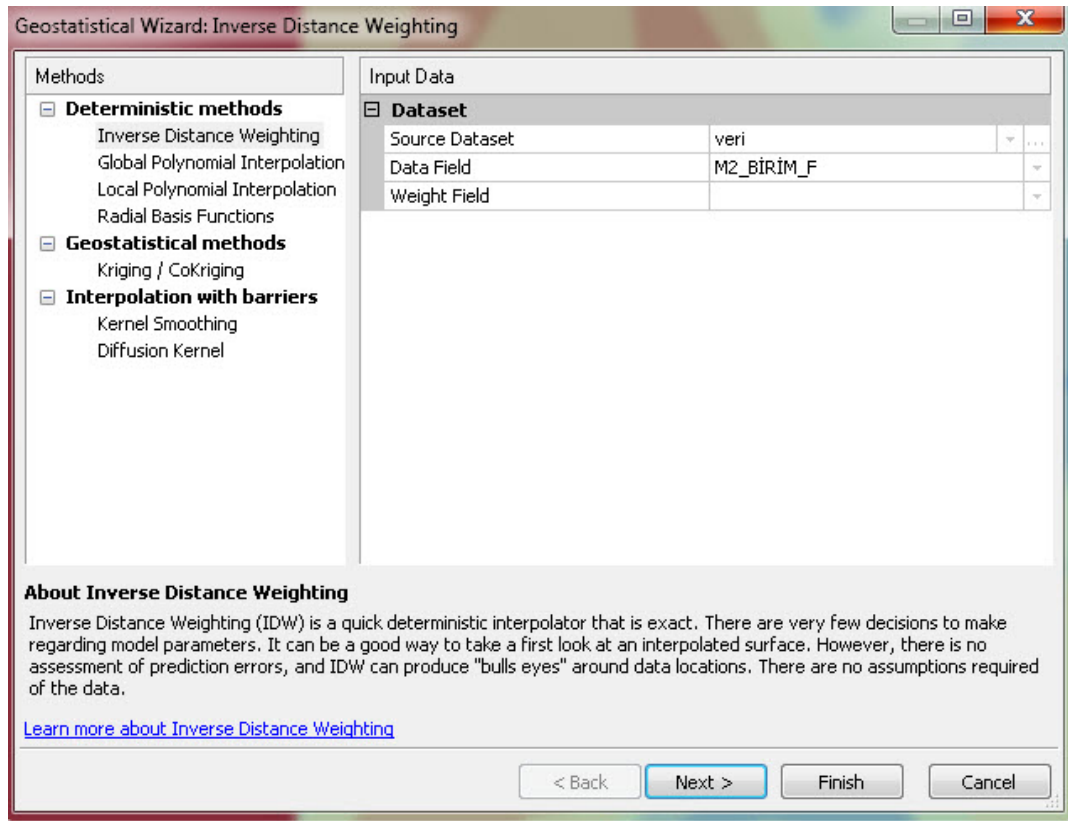 Geostatistical Wizard: Inverse Distance Weighting
Methods
Deterministic methods
Inverse Distance Weighting
Global Polynomial Interpolation
Local Polynomial Interpolation
Radial Basis Functions
Geostatistical methods
Kriging / CoKriging
Interpolation with barriers
Kernel Smoothing
Diffusion Kernel
Input Data
Dataset
Source Dataset veri ...
Data Field M2_BİRİM_F
Weight Field
About Inverse Distance Weighting
Inverse Distance Weighting (IDW) is a quick deterministic interpolator that is exact. There are very few decisions to make
regarding model parameters. It can be a good way to take a first look at an interpolated surface. However, there is no
assessment of prediction errors, and IDW can produce "bulls eyes" around data locations. There are no assumptions required
of the data.
Learn more about Inverse Distance Weighting
< Back Next > Finish Cancel